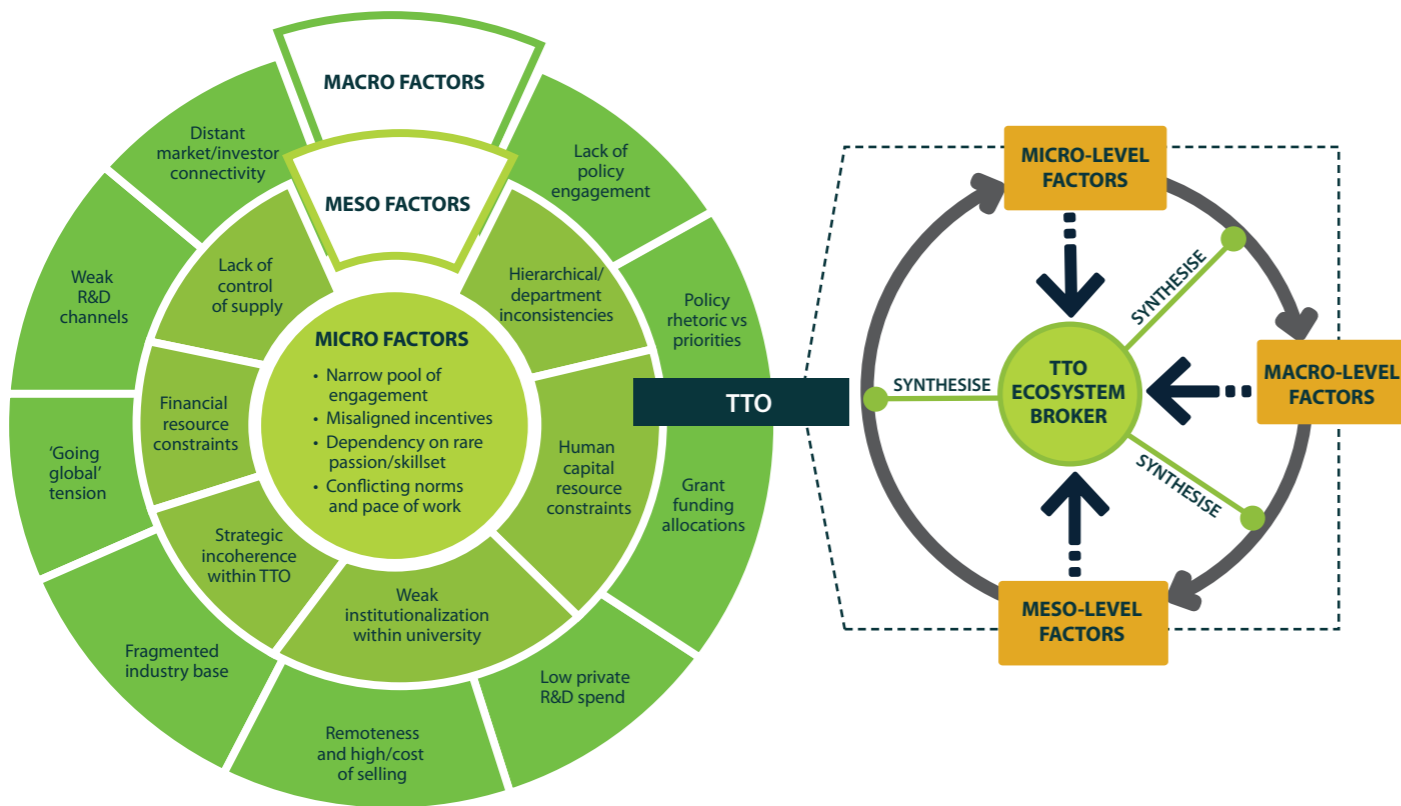 MACRO FACTORS
MESO FACTORS
Distant
market/investor
connectivity
Lack of
policy
engagement
Weak
R&D
channels
Lack of
control
of supply
Hierarchical/
department
inconsistencies
Policy
rhetoric vs
priorities
MICRO FACTORS
• Narrow pool of
engagement
• Misaligned incentives
• Dependency on rare
passion/skillset
• Conflicting norms
and pace of work
Financial
resource
constraints
'Going
global'
tension
Human
capital
resource
constraints
Grant
funding
allocations
Strategic
incoherence
within TTO
Weak
institutionalization
within university
Fragmented
industry base
Low private
R&D spend
Remoteness
and high/cost
of selling
TTO
MICRO-LEVEL
FACTORS
SYNTHESISE
SYNTHESISE
TTO
ECOSYSTEM
BROKER
MACRO-LEVEL
FACTORS
SYNTHESISE
MESO-LEVEL
FACTORS